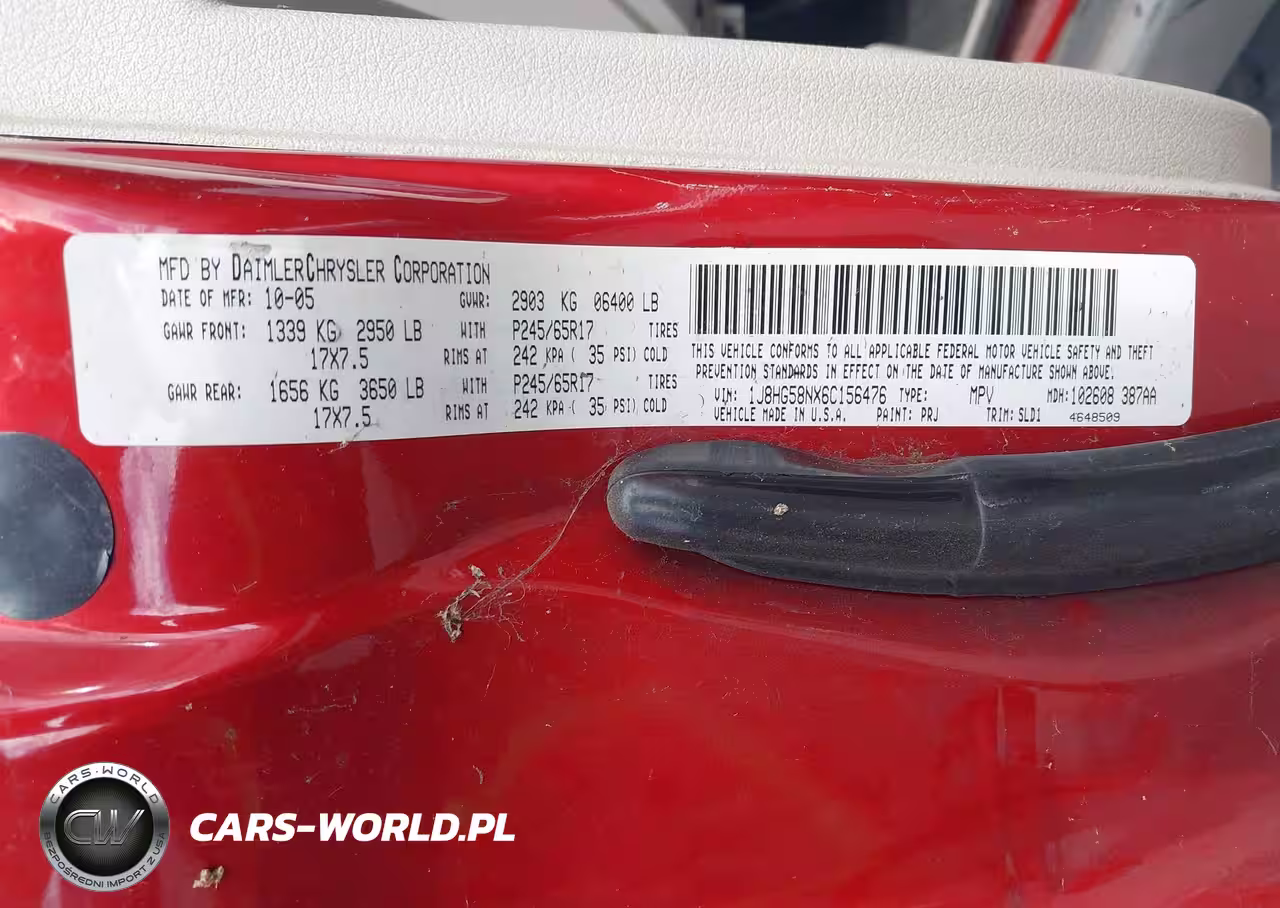 MFD BY DAIMLERCHRYSLER CORPORATION
DATE OF MFR: 10-05 GVWR: 2903 KG 06400 LB
GAWR FRONT: 1339 KG 2950 LB WITH P245/65R17 TIRES
17X7.5 RIMS AT 242 KPA ( 35 PSI) COLD
GAWR REAR: 1656 KG 3650 LB WITH P245/65R17 TIRES
17X7.5 RIMS AT 242 KPA ( 35 PSI) COLD
THIS VEHICLE CONFORMS TO ALL APPLICABLE FEDERAL MOTOR VEHICLE SAFETY AND THEFT
PREVENTION STANDARDS IN EFFECT ON THE DATE OF MANUFACTURE SHOWN ABOVE.
VIN: 1J8HG58NX6C156476 TYPE: MPV MDH:102608 387AA
VEHICLE MADE IN U.S.A. PAINT: PRJ TRIM: SLD1 4648509
CARS-WORLD
CW
BEZPOŚREDNI IMPORT Z USA
CARS-WORLD.PL